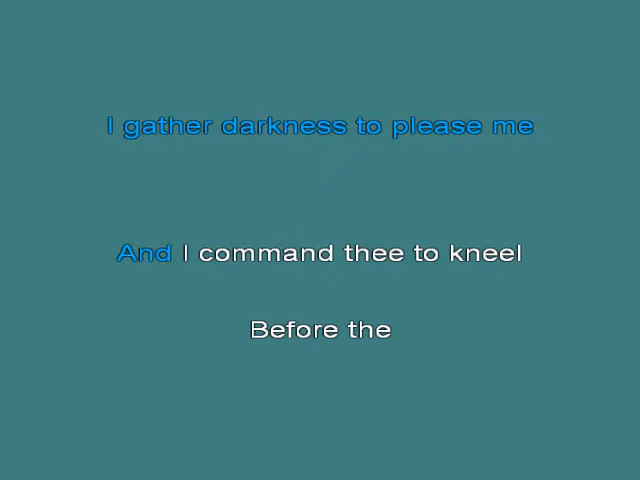 I gather darkness to please me
And I command thee to kneel
Before the